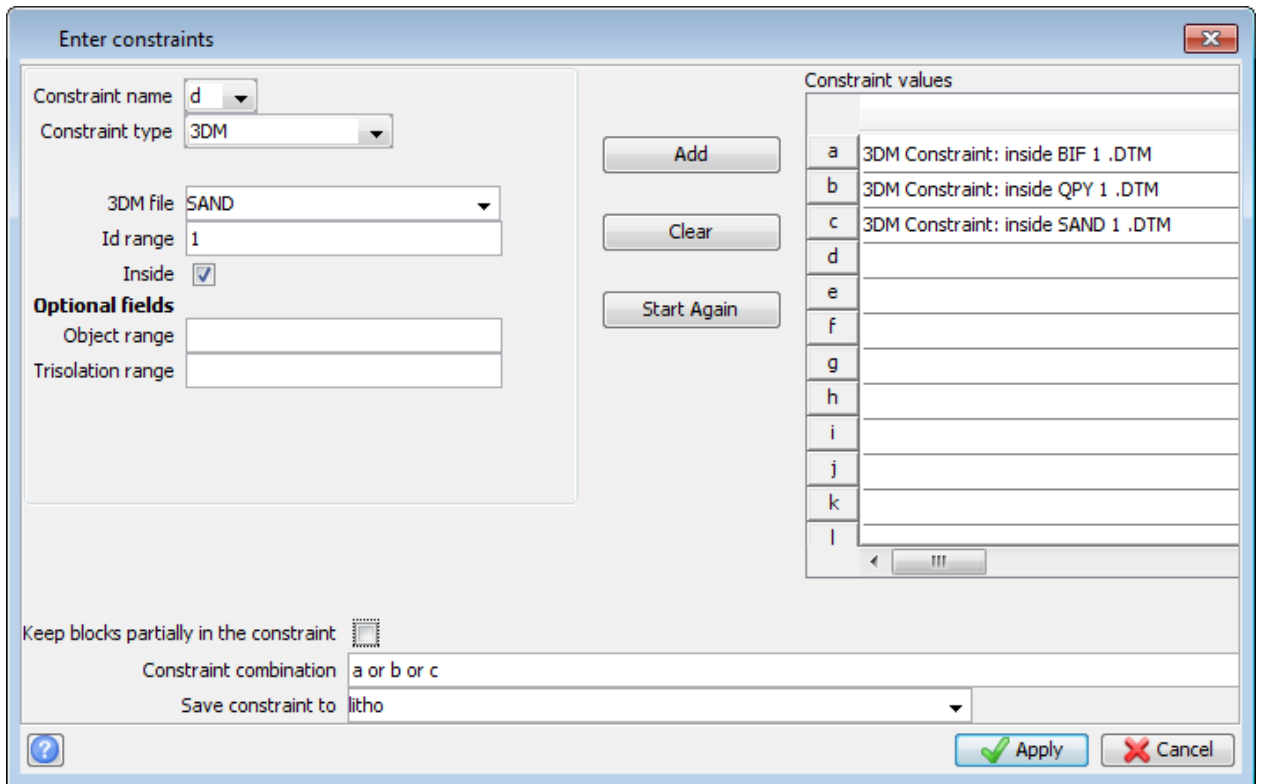 Enter constraints
Constraint name d
Constraint type 3DM
3DM file SAND
Id range 1
Inside
Optional fields
Object range
Trisolation range
Add
Clear
Start Again
Constraint values
a 3DM Constraint: inside BIF 1 .DTM
b 3DM Constraint: inside QPY 1 .DTM
c 3DM Constraint: inside SAND 1 .DTM
d
e
f
g
h
i
j
k
l
Keep blocks partially in the constraint
Constraint combination a or b or c
Save constraint to litho
? Apply Cancel